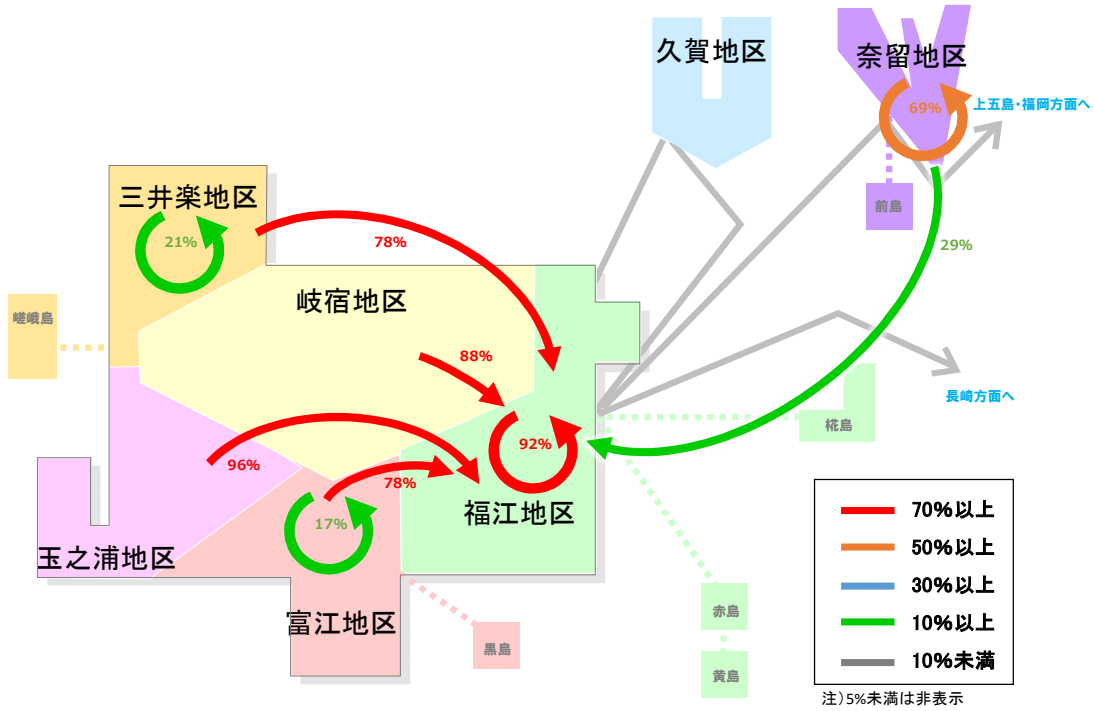 久賀地区
奈留地区
69%
上五島・福岡方面へ
三井楽地区
21%
78%
前島
29%
岐宿地区
嵯峨島
88%
長崎方面へ
椛島
92%
96%
78%
福江地区
17%
玉之浦地区
富江地区
黒島
赤島
黄島
70%以上
50%以上
30%以上
10%以上
10%未満
注)5%未満は非表示